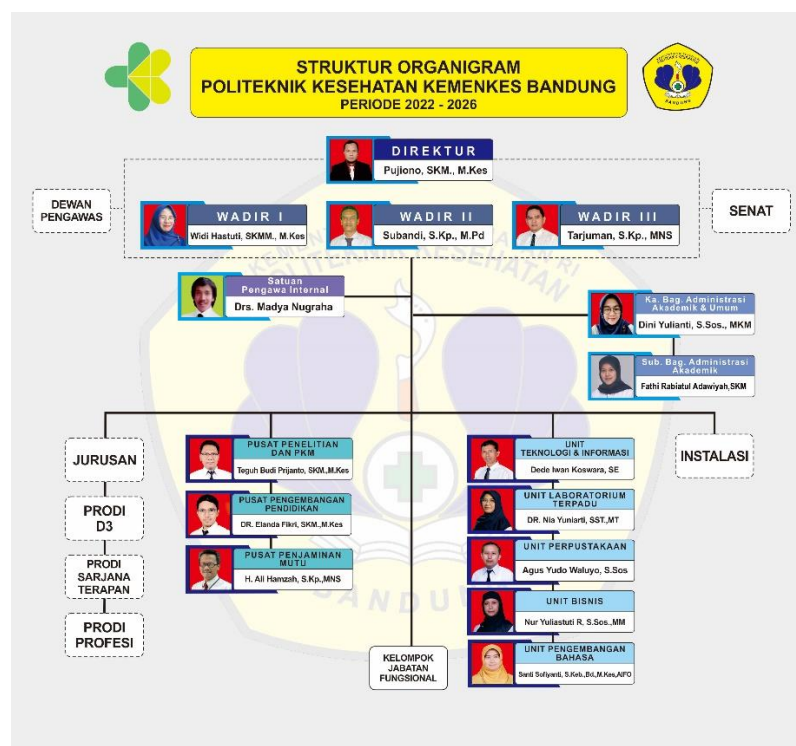 STRUKTUR ORGANIGRAM
POLITEKNIK KESEHATAN KEMENKES BANDUNG
PERIODE 2022 - 2026
BANDUNG
DIREKTUR
Pujiono, SKM., M.Kes
DEWAN
PENGAWAS
WADIR I
Widi Hastuti, SKMM., M.Kes
WADIR II
Subandi, S.Kp., M.Pd
WADIR III
Tarjuman, S.Kp., MNS
SENAT
Satuan
Pengawa Internal
Drs. Madya Nugraha
Ka. Bag. Administrasi
Akademik & Umum
Dini Yulianti, S.Sos., MKM
Sub. Bag. Administrasi
Akademik
Fathi Rabiatul Adawiyah,SKM
JURUSAN
PRODI
D3
PRODI
SARJANA
TERAPAN
PRODI
PROFESI
PUSAT PENELITIAN
DAN PKM
Teguh Budi Prijanto, SKM.,M.Kes
PUSAT PENGEMBANGAN
PENDIDIKAN
DR. Elanda Fikri, SKM.,M.Kes
PUSAT PENJAMINAN
MUTU
H. Ali Hamzah, S.Kp.,MNS
KELOMPOK
JABATAN
FUNGSIONAL
UNIT
TEKNOLOGI & INFORMASI
Dede Iwan Koswara, SE
UNIT LABORATORIUM
TERPADU
DR. Nia Yuniarti, SST.,MT
UNIT PERPUSTAKAAN
Agus Yudo Waluyo, S.Sos
UNIT BISNIS
Nur Yuliastuti R, S.Sos.,MM
UNIT PENGEMBANGAN
BAHASA
Santi Sofiyanti, S.Keb.,Bd.,M.Kes,AIFO
INSTALASI
POLITEKNIK KESEHATAN
BANDUNG